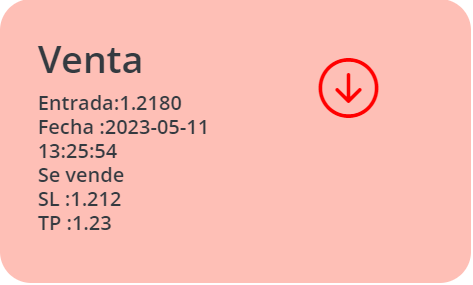 Venta
Entrada:1.2180
Fecha :2023-05-11
13:25:54
Se vende
SL :1.212
TP :1.23